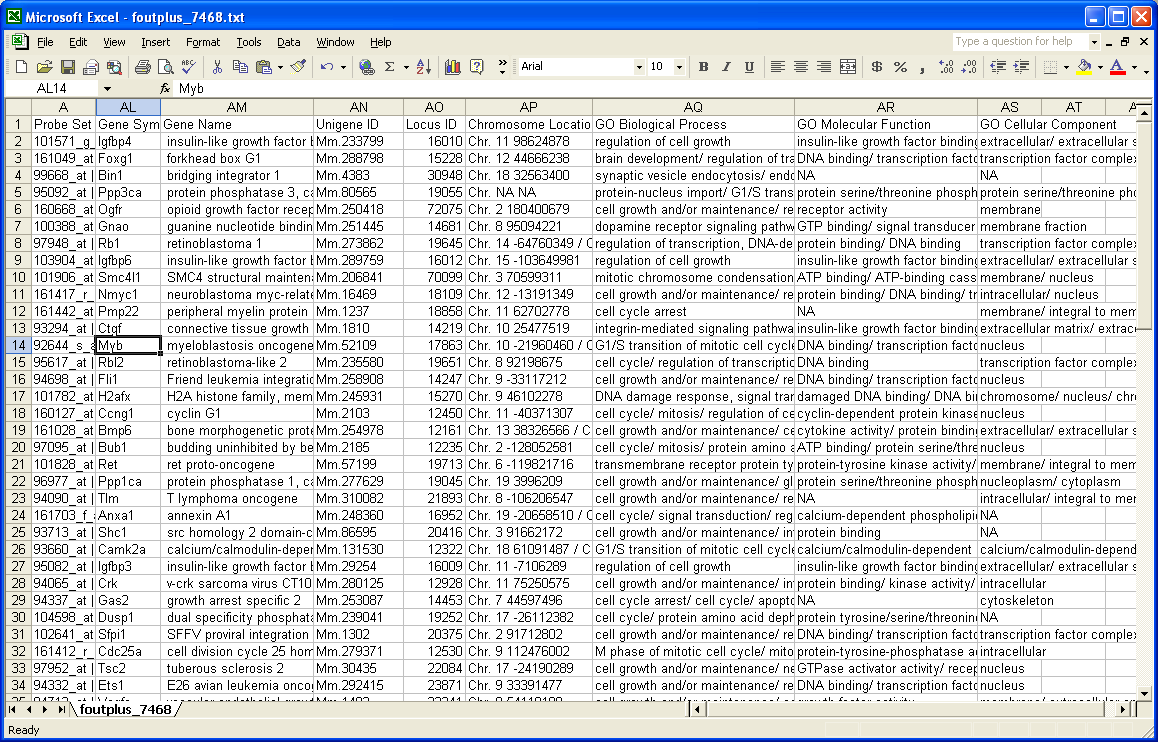 Microsoft Excel - foutplus_7468.txt
File Edit View Insert Format Tools Data Window Help Type a question for help
Arial 10 B I U $ % ,
AL14 fx Myb
A AL AM AN AO AP AQ AR AS AT
1 Probe Set Gene Sym Gene Name Unigene ID Locus ID Chromosome Locatio GO Biological Process GO Molecular Function GO Cellular Component
2 101571_g_ Igfbp4 insulin-like growth factor b Mm.233799 16010 Chr. 11 98624878 regulation of cell growth insulin-like growth factor binding extracellular/ extracellular s
3 161049_at Foxg1 forkhead box G1 Mm.288798 15228 Chr. 12 44666238 brain development/ regulation of tra DNA binding/ transcription factor transcription factor complex
4 99668_at | Bin1 bridging integrator 1 Mm.4383 30948 Chr. 18 32563400 synaptic vesicle endocytosis/ endo NA NA
5 95092_at | Ppp3ca protein phosphatase 3, ca Mm.80565 19055 Chr. NA NA protein-nucleus import/ G1/S trans protein serine/threonine phosph protein serine/threonine pho
6 160668_at Ogfr opioid growth factor recep Mm.250418 72075 Chr. 2 180400679 cell growth and/or maintenance/ re receptor activity membrane
7 100388_at Gnao guanine nucleotide bindin Mm.251445 14681 Chr. 8 95094221 dopamine receptor signaling pathw GTP binding/ signal transducer membrane fraction
8 97948_at | Rb1 retinoblastoma 1 Mm.273862 19645 Chr. 14 -64760349 / C regulation of transcription, DNA-de protein binding/ DNA binding transcription factor complex
9 103904_at Igfbp6 insulin-like growth factor b Mm.289759 16012 Chr. 15 -103649981 regulation of cell growth insulin-like growth factor binding extracellular/ extracellular s
10 101906_at Smc4l1 SMC4 structural maintena Mm.206841 70099 Chr. 3 70599311 mitotic chromosome condensation ATP binding/ ATP-binding cass membrane/ nucleus
11 161417_r_ Nmyc1 neuroblastoma myc-relate Mm.16469 18109 Chr. 12 -13191349 cell growth and/or maintenance/ re protein binding/ DNA binding/ tr intracellular/ nucleus
12 161442_at Pmp22 peripheral myelin protein Mm.1237 18858 Chr. 11 62702778 cell cycle arrest NA membrane/ integral to mem
13 93294_at | Ctgf connective tissue growth Mm.1810 14219 Chr. 10 25477519 integrin-mediated signaling pathwa insulin-like growth factor binding extracellular matrix/ extrac
14 92644_s_a Myb myeloblastosis oncogene Mm.52109 17863 Chr. 10 -21960460 / C G1/S transition of mitotic cell cycle DNA binding/ transcription facto nucleus
15 95617_at | Rbl2 retinoblastoma-like 2 Mm.235580 19651 Chr. 8 92198675 cell cycle/ regulation of transcriptio DNA binding transcription factor complex
16 94698_at | Fli1 Friend leukemia integratio Mm.258908 14247 Chr. 9 -33117212 cell growth and/or maintenance/ re DNA binding/ transcription facto nucleus
17 101782_at H2afx H2A histone family, mem Mm.245931 15270 Chr. 9 46102278 DNA damage response, signal tran damaged DNA binding/ DNA bi chromosome/ nucleus/ chro
18 160127_at Ccng1 cyclin G1 Mm.2103 12450 Chr. 11 -40371307 cell cycle/ mitosis/ regulation of ce cyclin-dependent protein kinase nucleus
19 161028_at Bmp6 bone morphogenetic prote Mm.254978 12161 Chr. 13 38326566 / C cell growth and/or maintenance/ ce cytokine activity/ protein binding extracellular/ extracellular s
20 97095_at | Bub1 budding uninhibited by be Mm.2185 12235 Chr. 2 -128052581 cell cycle/ mitosis/ protein amino a ATP binding/ protein serine/thre nucleus
21 101828_at Ret ret proto-oncogene Mm.57199 19713 Chr. 6 -119821716 transmembrane receptor protein ty protein-tyrosine kinase activity/ membrane/ integral to mem
22 96977_at | Ppp1ca protein phosphatase 1, ca Mm.277629 19045 Chr. 19 3996209 cell growth and/or maintenance/ gl protein serine/threonine phosph nucleoplasm/ cytoplasm
23 94090_at | Tlm T lymphoma oncogene Mm.310082 21893 Chr. 8 -106206547 cell growth and/or maintenance/ re NA intracellular/ integral to mem
24 161703_f_a Anxa1 annexin A1 Mm.248360 16952 Chr. 19 -20658510 / C cell cycle/ signal transduction/ reg calcium-dependent phospholipi NA
25 93713_at | Shc1 src homology 2 domain-c Mm.86595 20416 Chr. 3 91662172 cell growth and/or maintenance/ ac protein binding NA
26 93660_at | Camk2a calcium/calmodulin-deper Mm.131530 12322 Chr. 18 61091487 / C G1/S transition of mitotic cell cycle calcium/calmodulin-dependent calcium/calmodulin-depend
27 95082_at | Igfbp3 insulin-like growth factor b Mm.29254 16009 Chr. 11 -7106289 regulation of cell growth insulin-like growth factor binding extracellular/ extracellular s
28 94065_at | Crk v-crk sarcoma virus CT10 Mm.280125 12928 Chr. 11 75250575 cell growth and/or maintenance/ in protein binding/ kinase activity/ intracellular
29 94337_at | Gas2 growth arrest specific 2 Mm.253087 14453 Chr. 7 44597496 cell cycle arrest/ cell cycle/ apopto NA cytoskeleton
30 104598_at Dusp1 dual specificity phosphata Mm.239041 19252 Chr. 17 -26112382 cell cycle/ protein amino acid deph protein tyrosine/serine/threonin NA
31 102641_at Sfpi1 SFFV proviral integration Mm.1302 20375 Chr. 2 91712802 cell growth and/or maintenance/ re DNA binding/ transcription facto transcription factor complex
32 161412_r_ Cdc25a cell division cycle 25 hom Mm.279371 12530 Chr. 9 112476002 M phase of mitotic cell cycle/ mito protein-tyrosine-phosphatase a intracellular
33 97952_at | Tsc2 tuberous sclerosis 2 Mm.30435 22084 Chr. 17 -24190289 cell growth and/or maintenance/ ne GTPase activator activity/ recep nucleus
34 94332_at | Ets1 E26 avian leukemia onco Mm.292415 23871 Chr. 9 33391477 cell growth and/or maintenance/ re DNA binding/ transcription facto nucleus
foutplus_7468
Ready